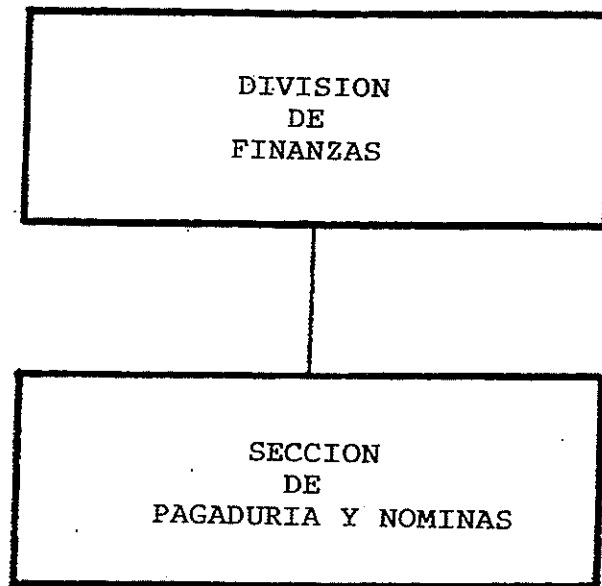 DIVISION
DE
FINANZAS
SECCION
DE
PAGADURIA Y NOMINAS